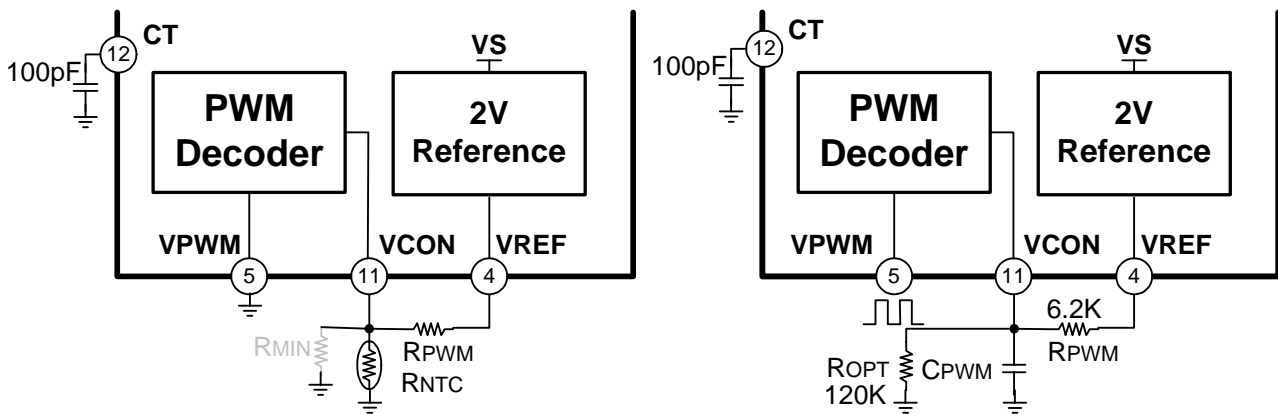 CT
12
100pF
PWM
Decoder
VS
2V
Reference
VPWM
VCON
VREF
5
11
4
RMIN
RPWM
RNTC
CT
12
100pF
PWM
Decoder
VS
2V
Reference
VPWM
VCON
VREF
5
11
4
6.2K
RPWM
ROPT
120K
CPWM